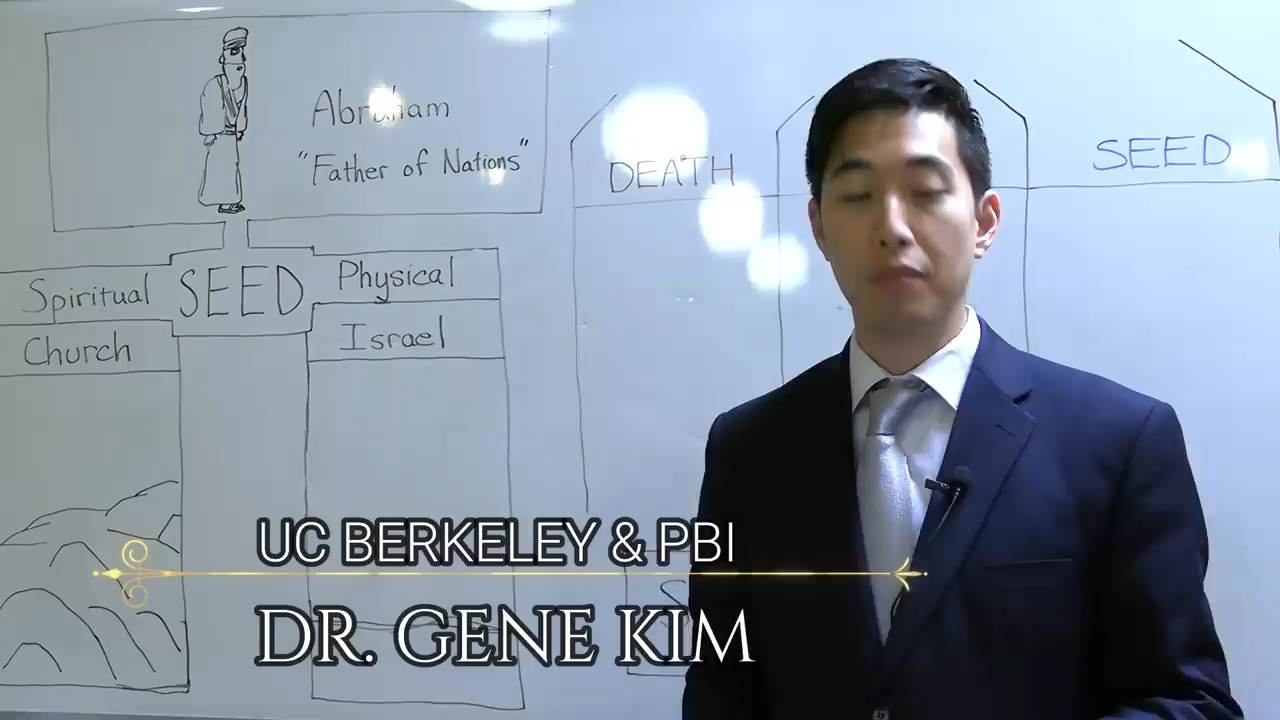 Abraham
"Father of Nations"
DEATH
SEED
Spiritual
SEED
Physical
Church
Israel
UC BERKELEY & PBI
DR. GENE KIM